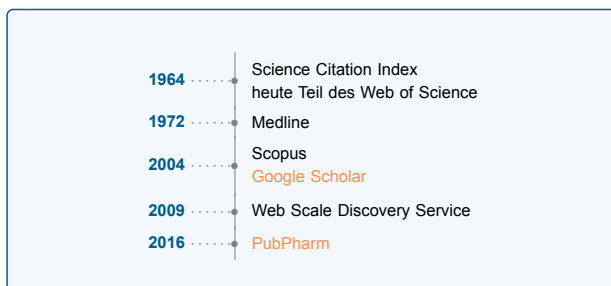 1964 Science Citation Index
heute Teil des Web of Science
1972 Medline
2004 Scopus
Google Scholar
2009 Web Scale Discovery Service
2016 PubPharm